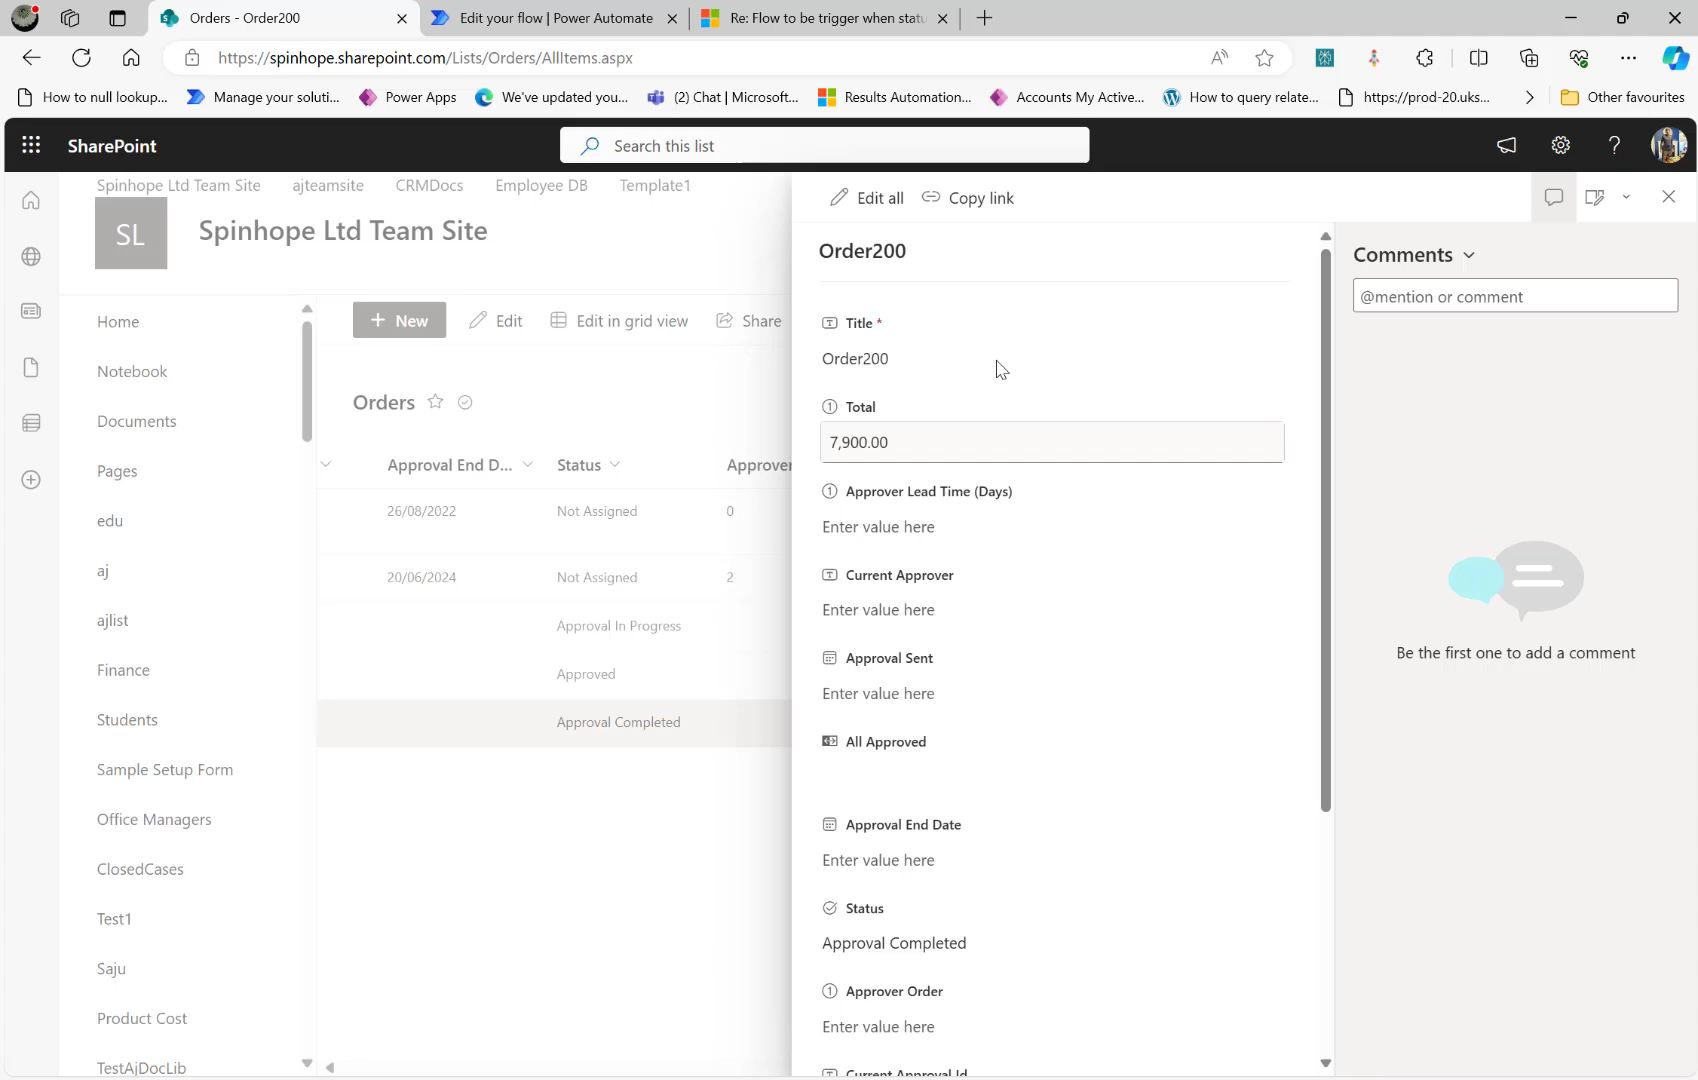 Orders - Order200
Edit your flow | Power Automate
Re: Flow to be trigger when statu
https://spinhope.sharepoint.com/Lists/Orders/AllItems.aspx
How to null lookup...
Manage your soluti...
Power Apps
We've updated you...
(2) Chat | Microsoft...
Results Automation...
Accounts My Active...
How to query relate...
https://prod-20.uks...
Other favourites
SharePoint
Search this list
Spinhope Ltd Team Site
ajteamsite
CRMDocs
Employee DB
Template1
SL
Spinhope Ltd Team Site
Home
Notebook
Documents
Pages
edu
aj
ajlist
Finance
Students
Sample Setup Form
Office Managers
ClosedCases
Test1
Saju
Product Cost
TestAjDocLib
New
Edit
Edit in grid view
Share
Orders
Approval End D...
Status
Approver
26/08/2022
Not Assigned
0
20/06/2024
Not Assigned
2
Approval In Progress
Approved
Approval Completed
Edit all
Copy link
Order200
Title *
Order200
Total
7,900.00
Approver Lead Time (Days)
Enter value here
Current Approver
Enter value here
Approval Sent
Enter value here
All Approved
Approval End Date
Enter value here
Status
Approval Completed
Approver Order
Enter value here
Current Approval Id
Comments
@mention or comment
Be the first one to add a comment